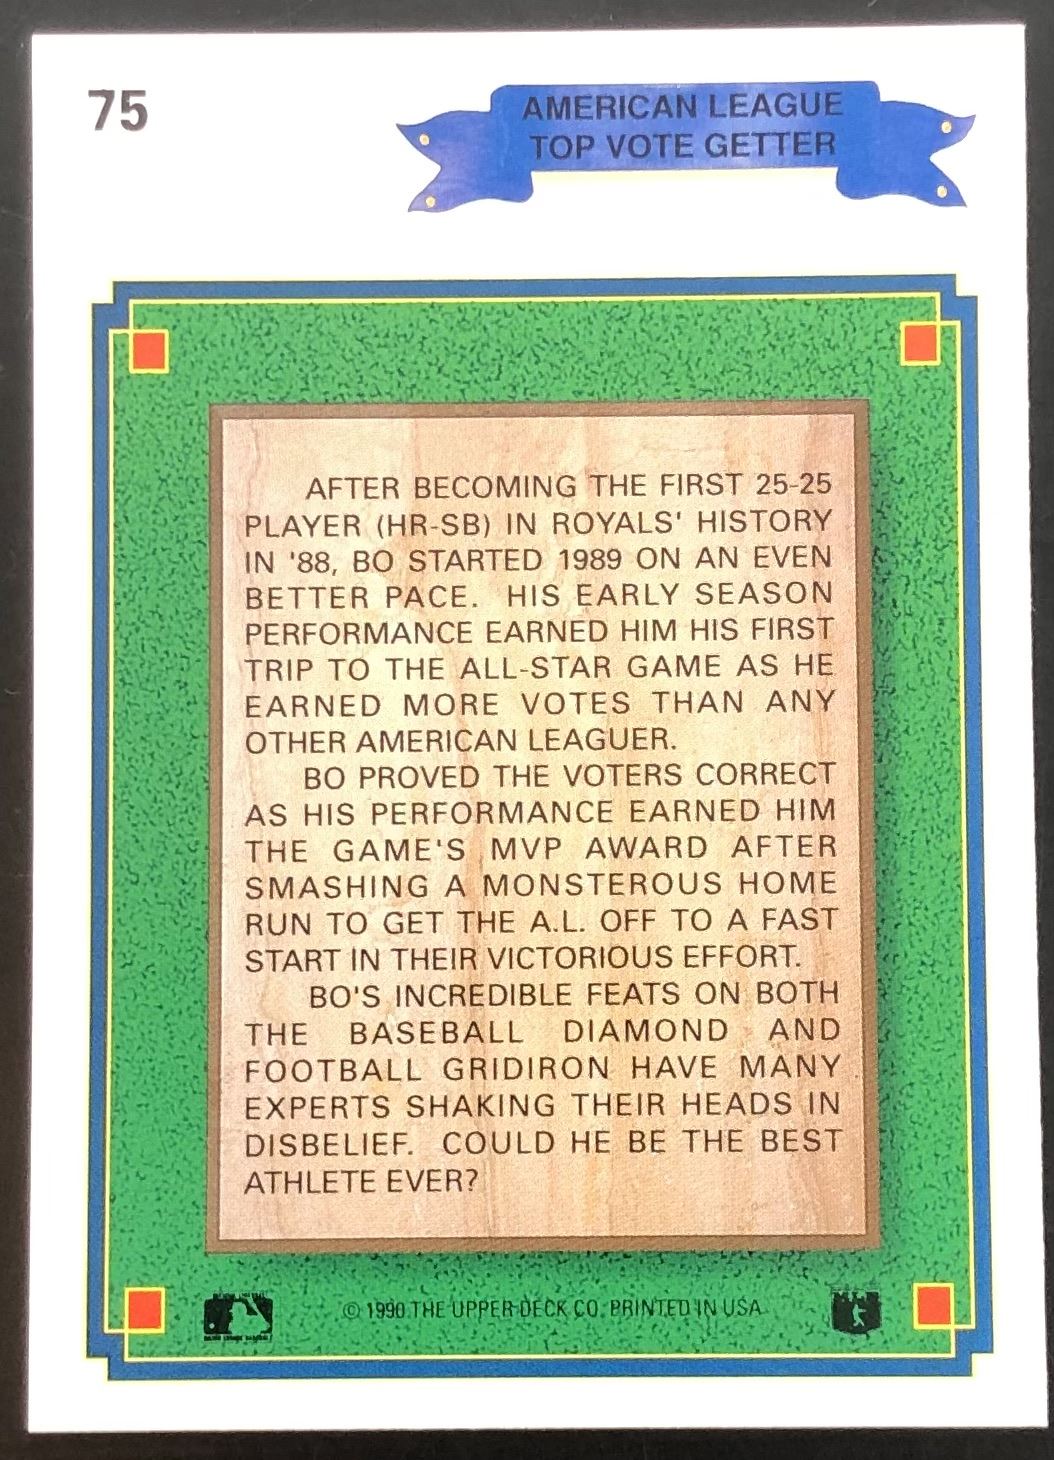 75
AMERICAN LEAGUE
TOP VOTE GETTER
AFTER BECOMING THE FIRST 25-25
PLAYER (HR-SB) IN ROYALS' HISTORY
IN '88, BO STARTED 1989 ON AN EVEN
BETTER PACE. HIS EARLY SEASON
PERFORMANCE EARNED HIM HIS FIRST
TRIP TO THE ALL-STAR GAME AS HE
EARNED MORE VOTES THAN ANY
OTHER AMERICAN LEAGUER.
BO PROVED THE VOTERS CORRECT
AS HIS PERFORMANCE EARNED HIM
THE GAME'S MVP AWARD AFTER
SMASHING A MONSTEROUS HOME
RUN TO GET THE A.L. OFF TO A FAST
START IN THEIR VICTORIOUS EFFORT.
BO'S INCREDIBLE FEATS ON BOTH
THE BASEBALL DIAMOND AND
FOOTBALL GRIDIRON HAVE MANY
EXPERTS SHAKING THEIR HEADS IN
DISBELIEF. COULD HE BE THE BEST
ATHLETE EVER?
© 1990 THE UPPER DECK CO. PRINTED IN USA